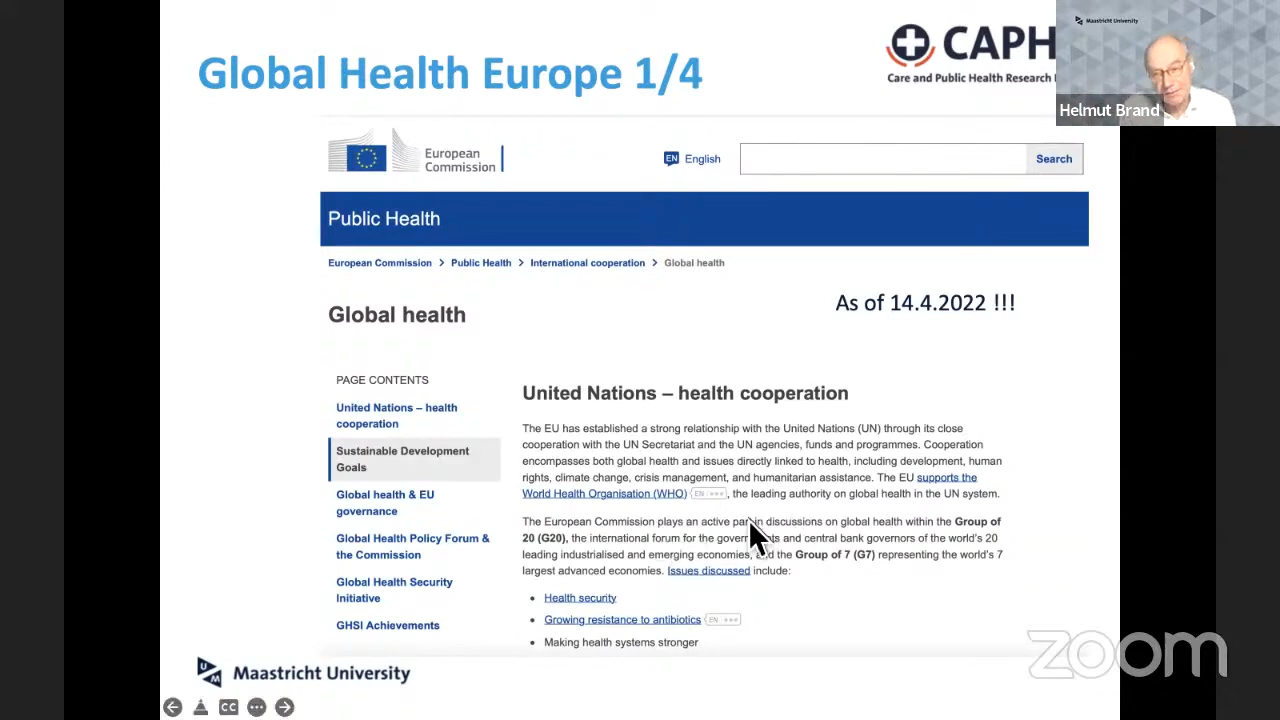 Global Health Europe 1/4
CAPH
Care and Public Health Research
Maastricht University
Helmut Brand
European
Commission
EN English
Search
Public Health
European Commission > Public Health > International cooperation > Global health
As of 14.4.2022 !!!
Global health
PAGE CONTENTS
United Nations – health
cooperation
Sustainable Development
Goals
Global health & EU
governance
Global Health Policy Forum &
the Commission
Global Health Security
Initiative
GHSI Achievements
United Nations – health cooperation
The EU has established a strong relationship with the United Nations (UN) through its close
cooperation with the UN Secretariat and the UN agencies, funds and programmes. Cooperation
encompasses both global health and issues directly linked to health, including development, human
rights, climate change, crisis management, and humanitarian assistance. The EU supports the
World Health Organisation (WHO) EN •••, the leading authority on global health in the UN system.
The European Commission plays an active part in discussions on global health within the Group of
20 (G20), the international forum for the governments and central bank governors of the world's 20
leading industrialised and emerging economies, and the Group of 7 (G7) representing the world's 7
largest advanced economies. Issues discussed include:
• Health security
• Growing resistance to antibiotics EN •••
• Making health systems stronger
zoom
UM
Maastricht University
CC